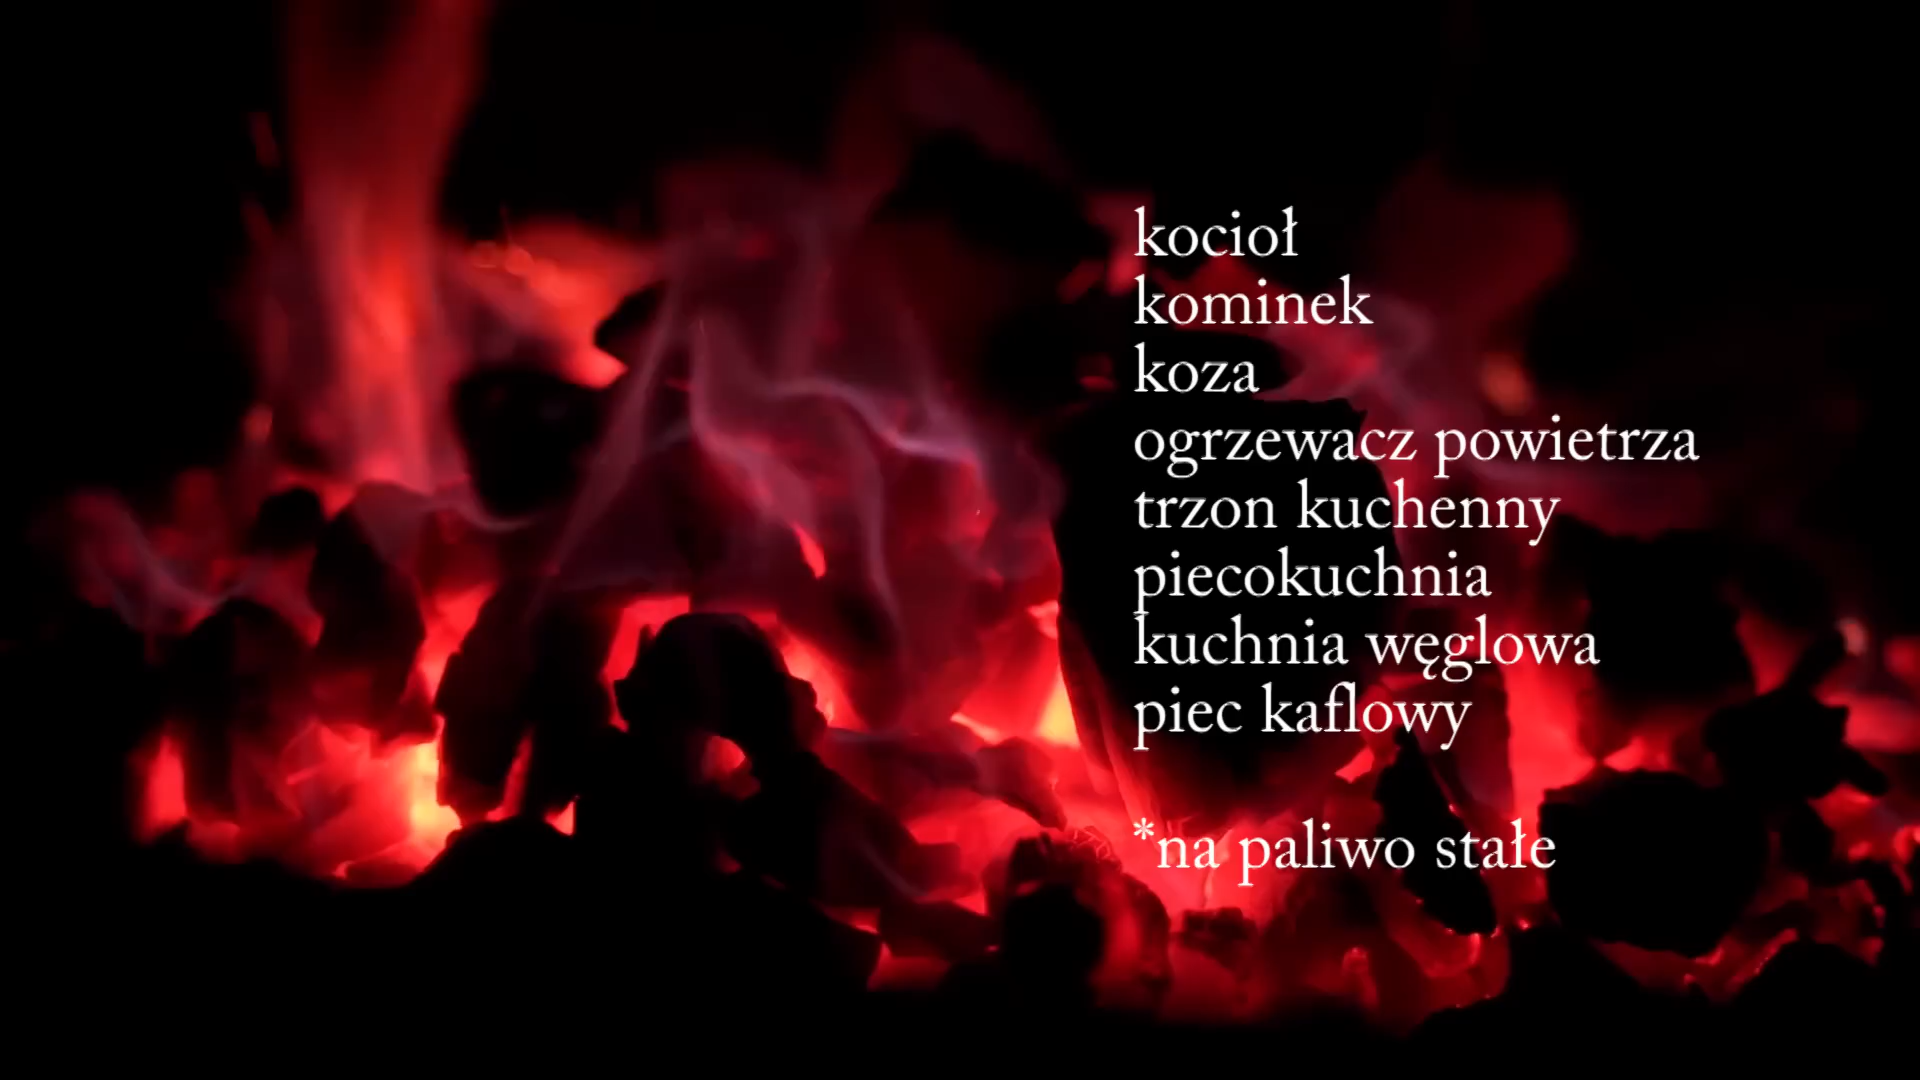 kocioł
kominek
koza
ogrzewacz powietrza
trzon kuchenny
piecokuchnia
kuchnia węglowa
piec kaflowy
*na paliwo stałe